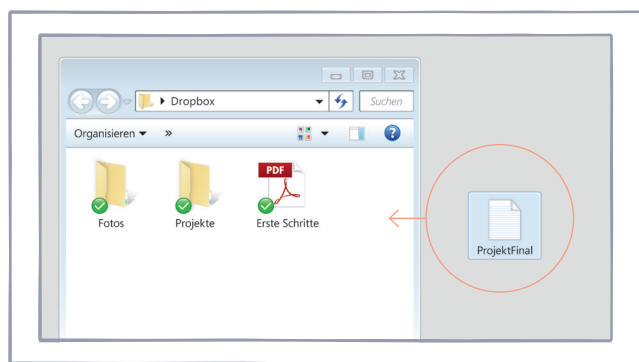 Dropbox
Suchen
Organisieren
»
PDF
Fotos
Projekte
Erste Schritte
ProjektFinal